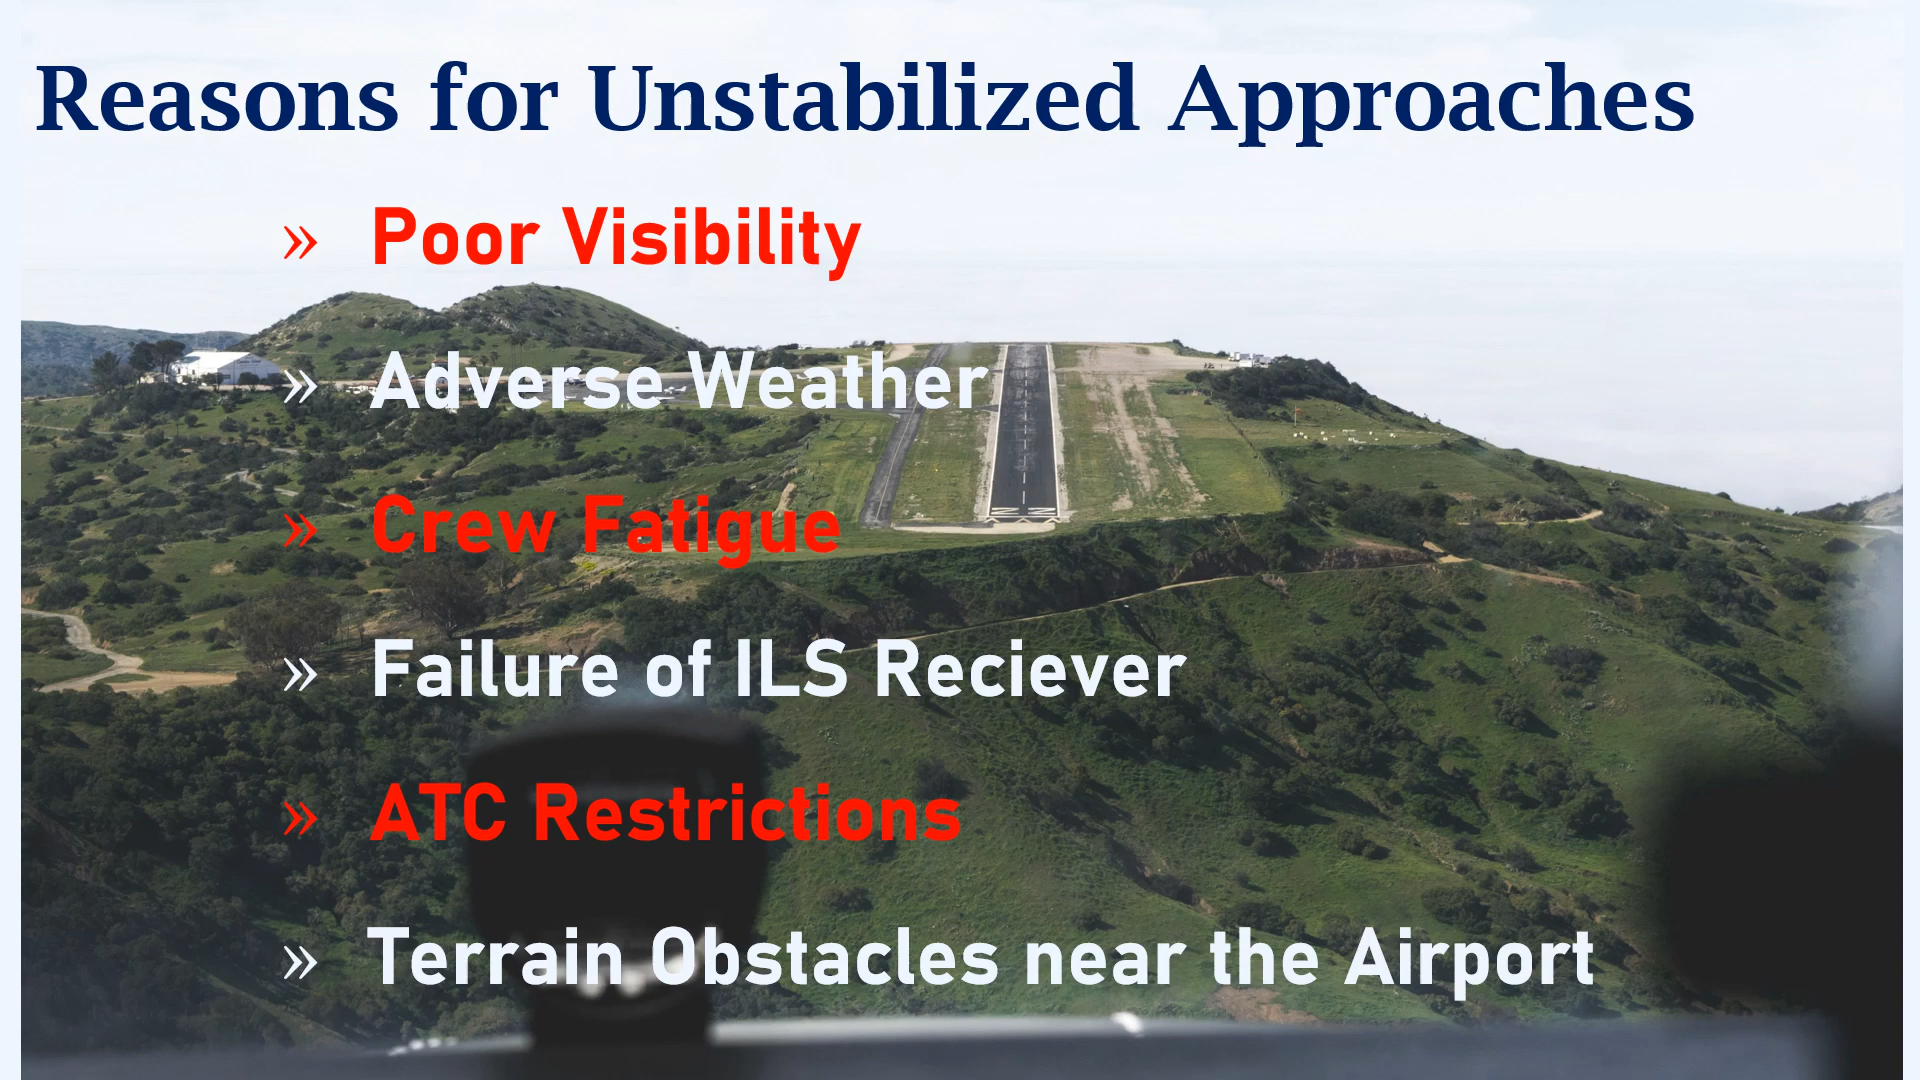 Reasons for Unstabilized Approaches
» Poor Visibility
» Adverse Weather
» Crew Fatigue
» Failure of ILS Reciever
» ATC Restrictions
» Terrain Obstacles near the Airport